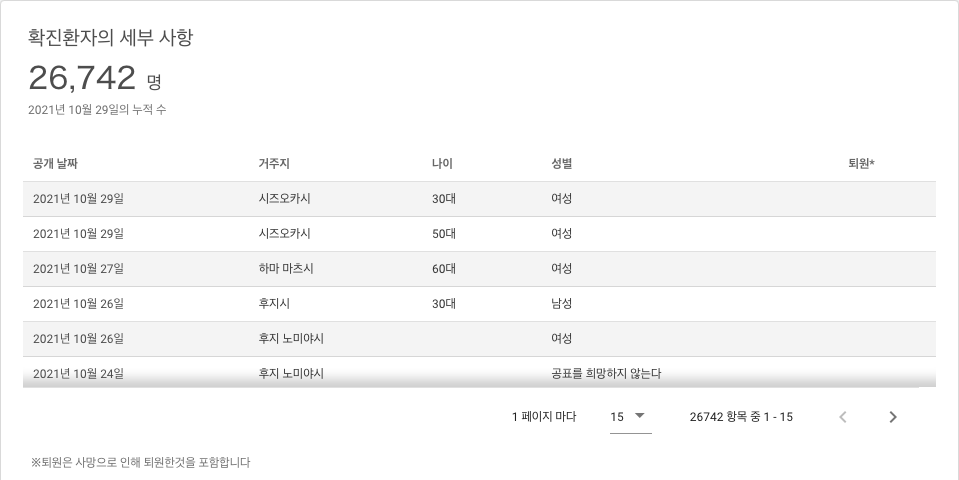 확진환자의 세부 사항
26,742 명
2021년 10월 29일의 누적 수
공개 날짜 거주지 나이 성별 퇴원*
2021년 10월 29일 시즈오카시 30대 여성
2021년 10월 29일 시즈오카시 50대 여성
2021년 10월 27일 하마 마츠시 60대 여성
2021년 10월 26일 후지시 30대 남성
2021년 10월 26일 후지 노미야시 여성
2021년 10월 24일 후지 노미야시 공표를 희망하지 않는다
1 페이지 마다 15 26742 항목 중 1 - 15
※퇴원은 사망으로 인해 퇴원한것을 포함합니다